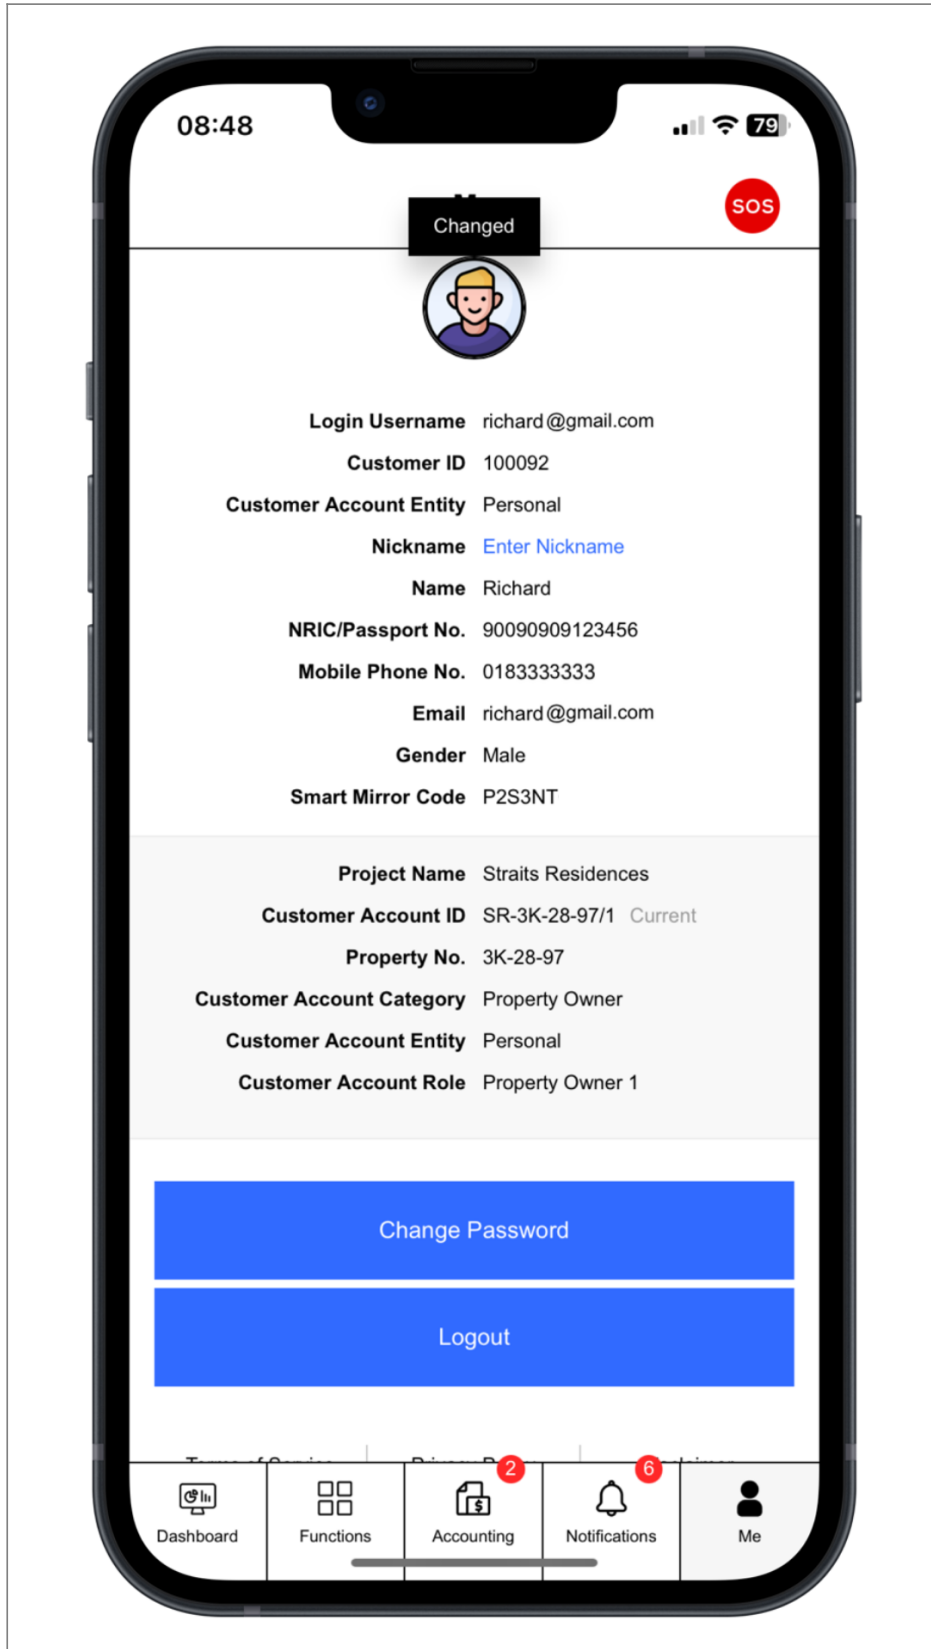 08:48
79
SOS
Changed
Login Username richard@gmail.com
Customer ID 100092
Customer Account Entity Personal
Nickname Enter Nickname
Name Richard
NRIC/Passport No. 90090909123456
Mobile Phone No. 0183333333
Email richard@gmail.com
Gender Male
Smart Mirror Code P2S3NT
Project Name Straits Residences
Customer Account ID SR-3K-28-97/1 Current
Property No. 3K-28-97
Customer Account Category Property Owner
Customer Account Entity Personal
Customer Account Role Property Owner 1
Change Password
Logout
Terms of Service
2 6
Dashboard Functions Accounting Notifications Me